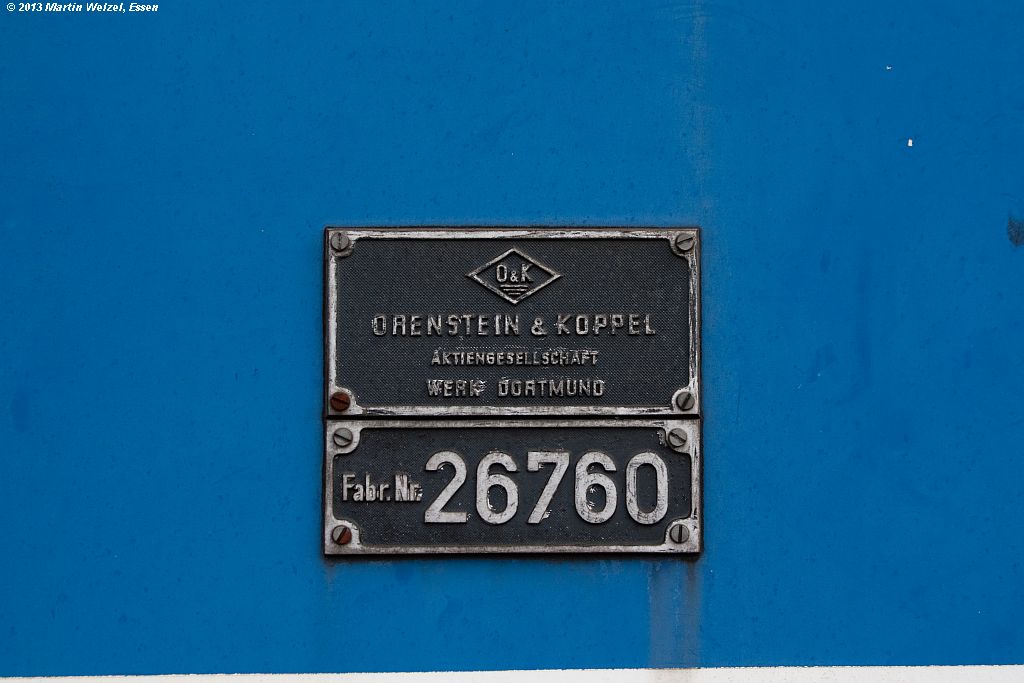 © 2013 Martin Welzel, Essen
O&K
ORENSTEIN & KOPPEL
AKTIENGESELLSCHAFT
WERK DORTMUND
Fabr. Nr. 26760